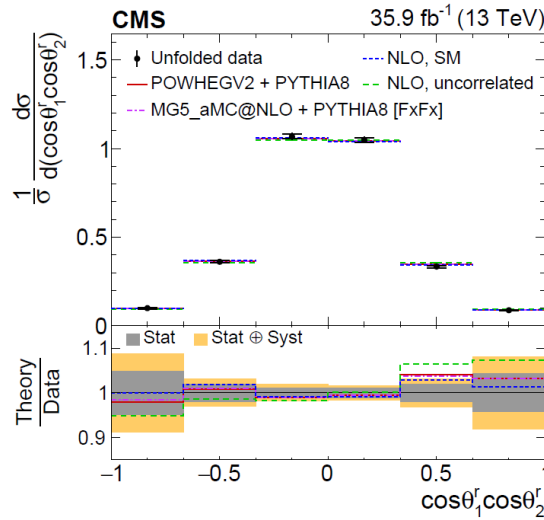 CMS 35.9 fb⁻¹ (13 TeV)
1/σ dσ/d(cosθ₁ʳcosθ₂ʳ)
Unfolded data
NLO, SM
POWHEGV2 + PYTHIA8
NLO, uncorrelated
MG5_aMC@NLO + PYTHIA8 [FxFx]
1.5
1
0.5
0
Stat
Stat ⊕ Syst
Theory
Data
1.1
1
0.9
−1 −0.5 0 0.5 1
cosθ₁ʳcosθ₂ʳ